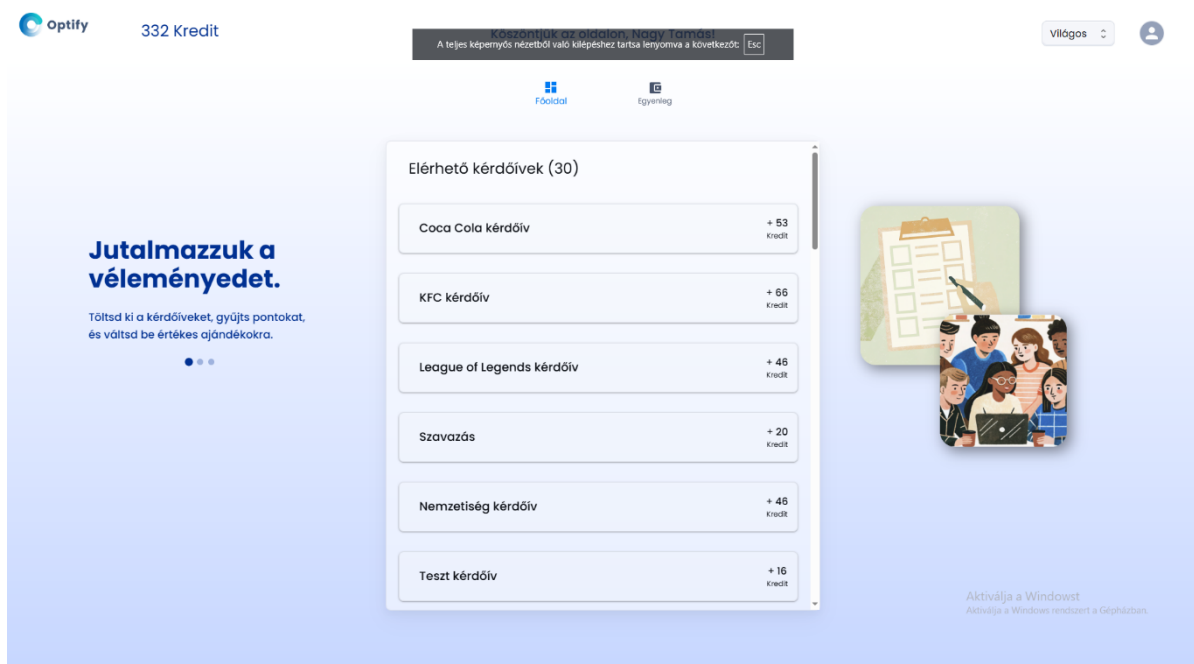 Optify
332 Kredit
Köszöntjük az oldalon, Nagy Tamás!
A teljes képernyős nézetből való kilépéshez tartsa lenyomva a következőt: Esc
Világos
Főoldal
Egyenleg
Jutalmazzuk a
véleményedet.
Töltsd ki a kérdőíveket, gyűjts pontokat,
és váltsd be értékes ajándékokra.
Elérhető kérdőívek (30)
Coca Cola kérdőív
+ 53
Kredit
KFC kérdőív
+ 66
Kredit
League of Legends kérdőív
+ 46
Kredit
Szavazás
+ 20
Kredit
Nemzetiség kérdőív
+ 46
Kredit
Teszt kérdőív
+ 16
Kredit
Aktiválja a Windowst
Aktiválja a Windows rendszert a Gépházban.